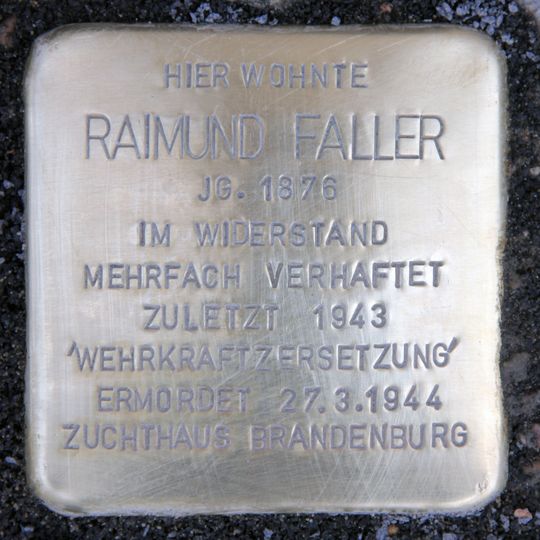 HIER WOHNTE
RAIMUND FALLER
JG. 1876
IM WIDERSTAND
MEHRFACH VERHAFTET
ZULETZT 1943
'WEHRKRAFTZERSETZUNG'
ERMORDET 27.3.1944
ZUCHTHAUS BRANDENBURG